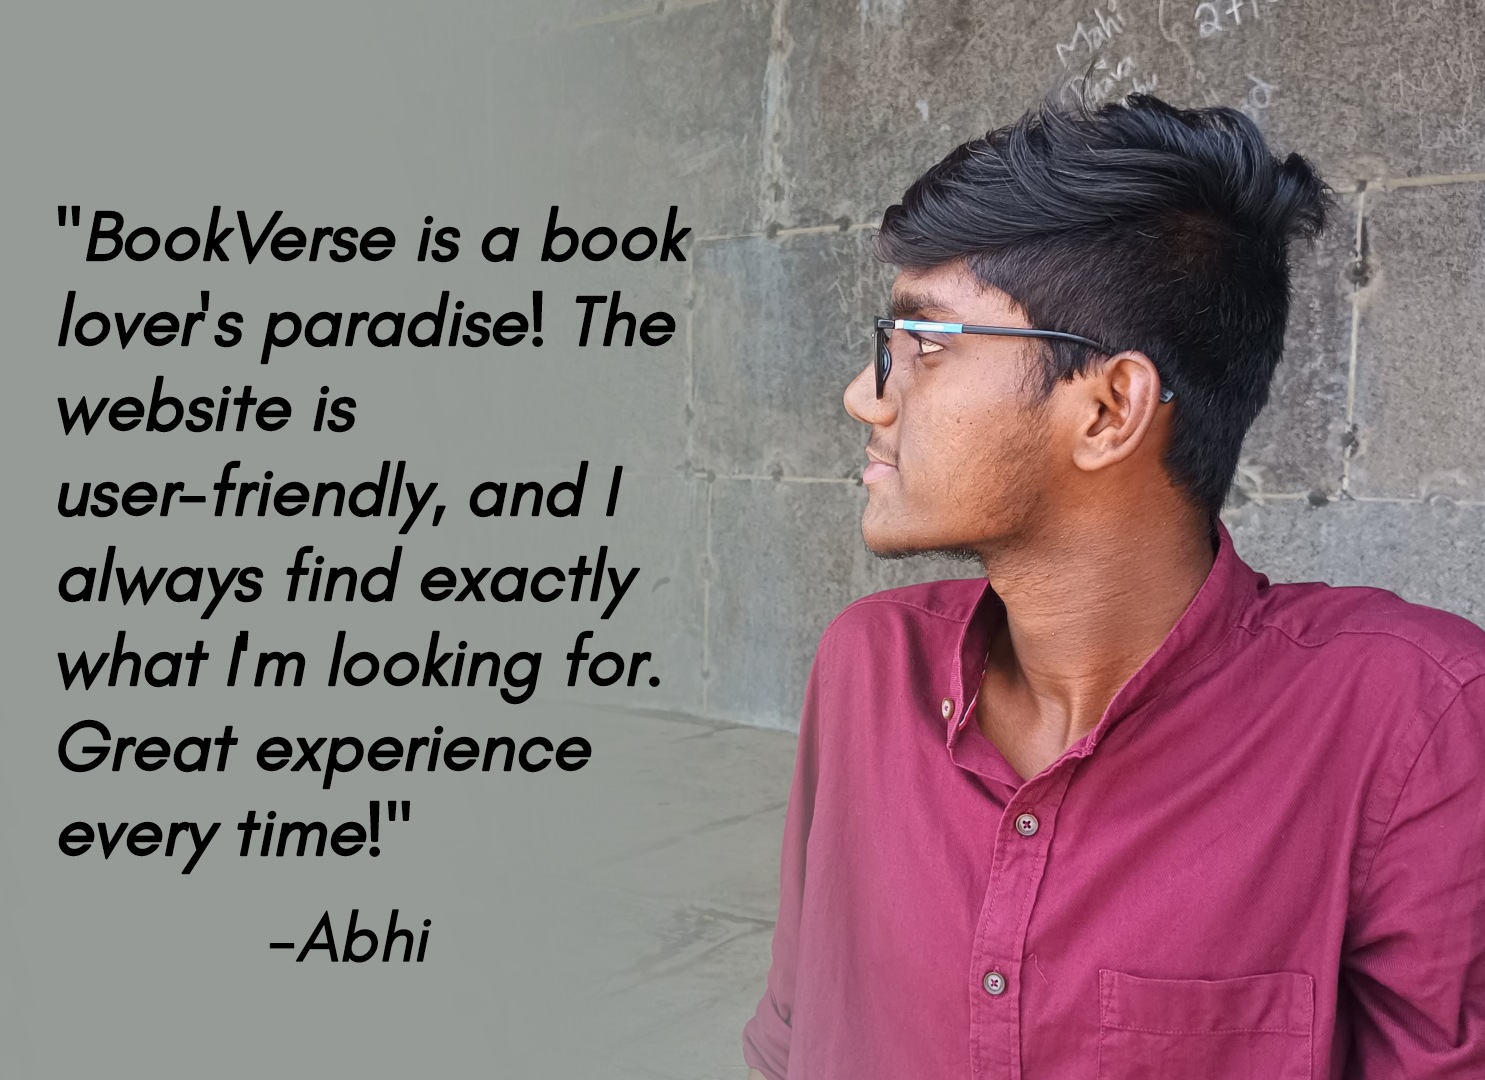 Mahi
"BookVerse is a book
lover's paradise! The
website is
user-friendly, and I
always find exactly
what I'm looking for.
Great experience
every time!"
-Abhi